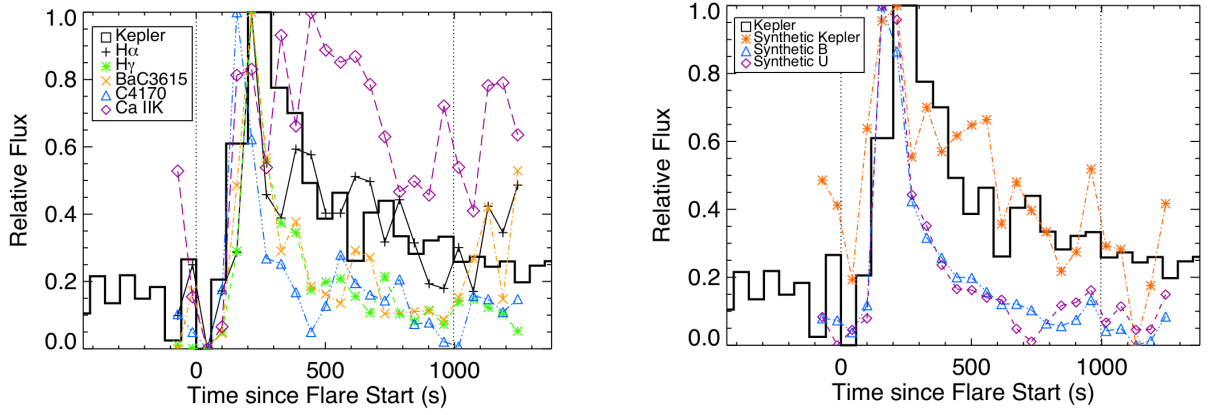 Relative Flux
1.0
0.8
0.6
0.4
0.2
0.0
Kepler
Hα
Hγ
BaC3615
C4170
Ca IIK
0
500
1000
Time since Flare Start (s)
Relative Flux
1.0
0.8
0.6
0.4
0.2
0.0
Kepler
Synthetic Kepler
Synthetic B
Synthetic U
0
500
1000
Time since Flare Start (s)